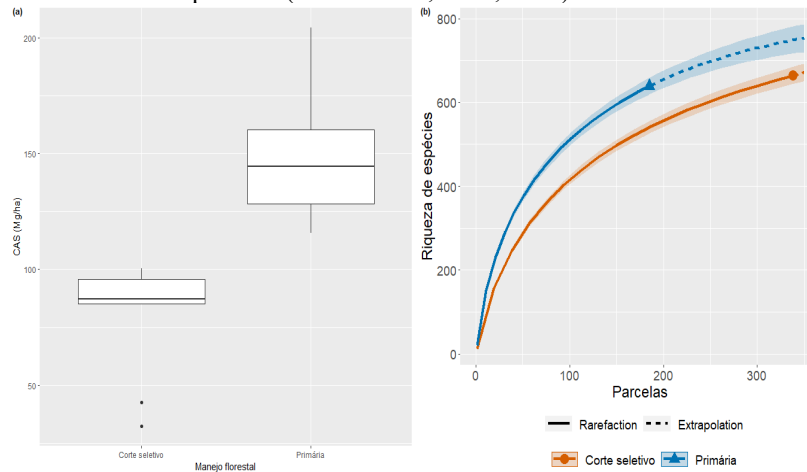 (a)
CAS (Mg/ha)
200
150
100
50
Corte seletivo
Primária
Manejo florestal
(b)
Riqueza de espécies
800
600
400
200
0
0
100
200
300
Parcelas
Rarefaction
Extrapolation
Corte seletivo
Primária